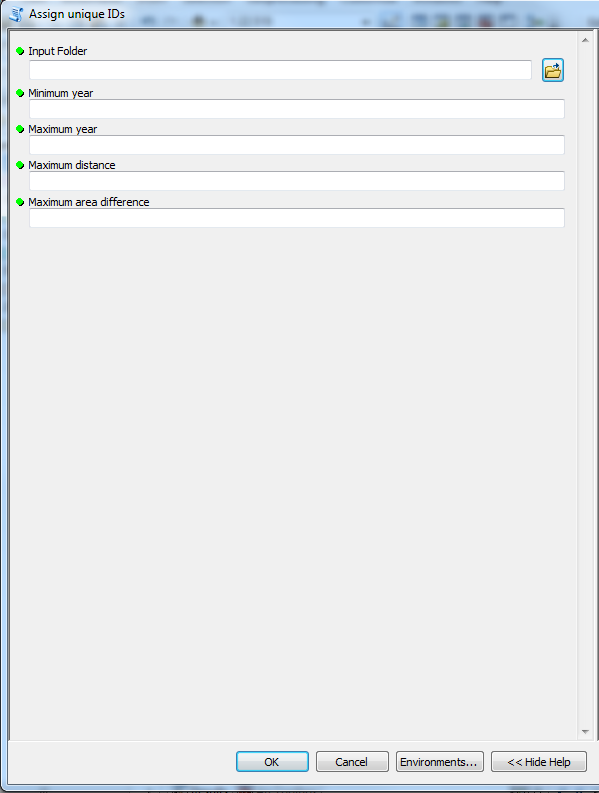 Assign unique IDs
Input Folder
Minimum year
Maximum year
Maximum distance
Maximum area difference
OK
Cancel
Environments...
<< Hide Help